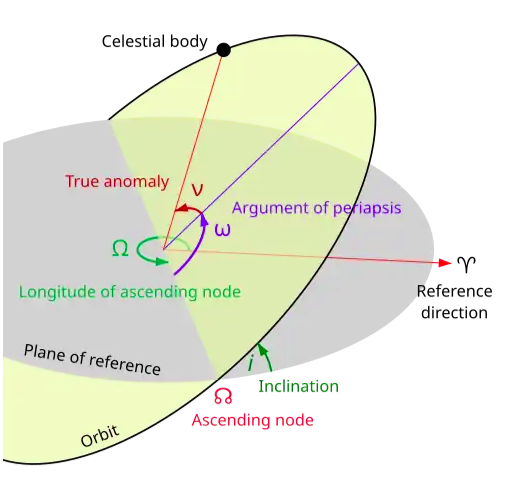 Celestial body
True anomaly
ν
Argument of periapsis
ω
Ω
♈︎
Longitude of ascending node
Reference
direction
Plane of reference
i
Inclination
☊
Ascending node
Orbit